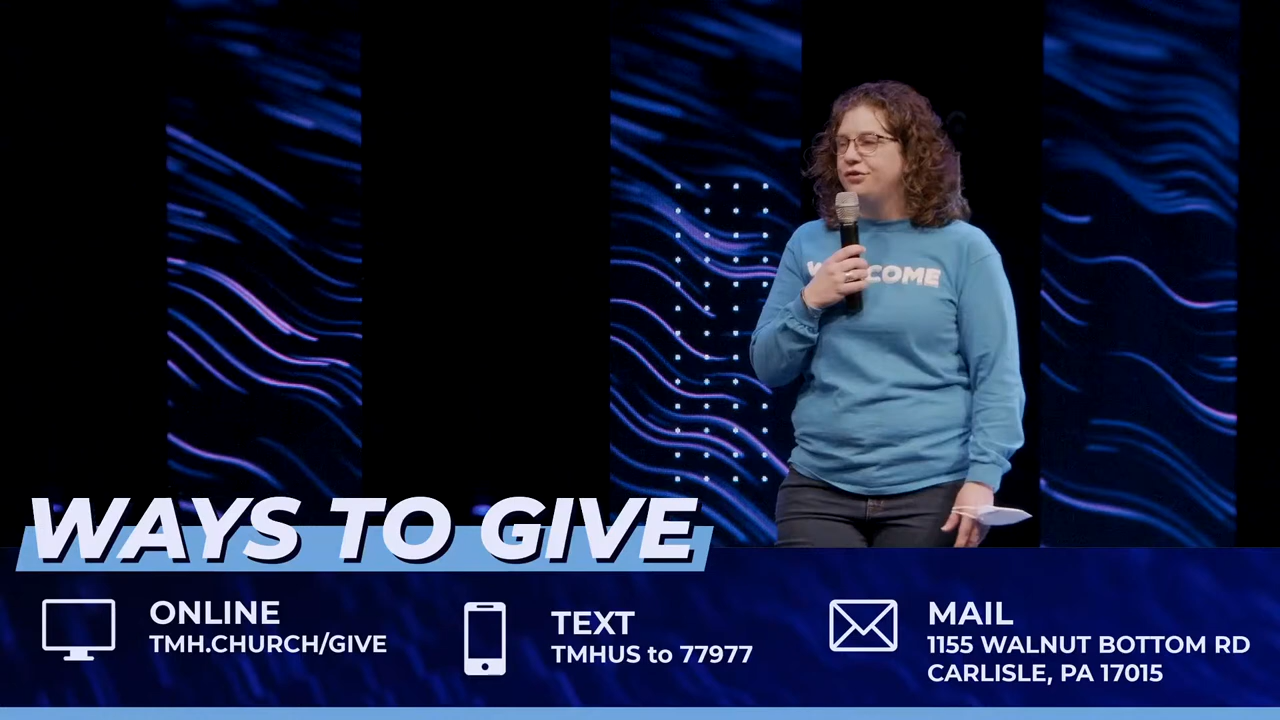 WELCOME
WAYS TO GIVE
ONLINE
TMH.CHURCH/GIVE
TEXT
TMHUS to 77977
MAIL
1155 WALNUT BOTTOM RD
CARLISLE, PA 17015